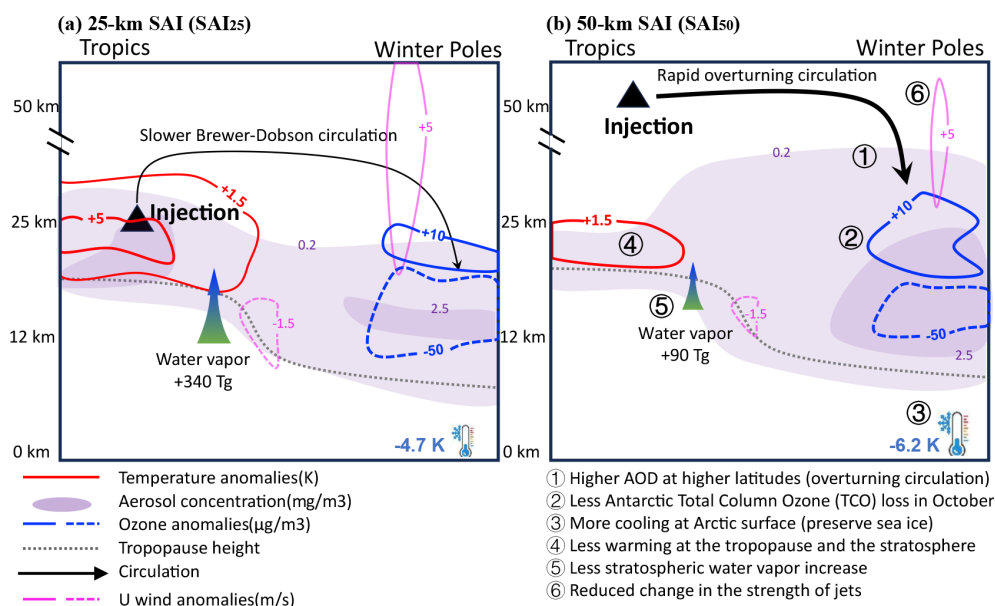 (a) 25-km SAI (SAI25)
Tropics
Winter Poles
50 km
Slower Brewer-Dobson circulation
+5
+1.5
25 km
+5
Injection
+10
0.2
2.5
-1.5
12 km
-50
Water vapor
+340 Tg
-4.7 K
0 km
Temperature anomalies(K)
Aerosol concentration(mg/m3)
Ozone anomalies(µg/m3)
Tropopause height
Circulation
U wind anomalies(m/s)
(b) 50-km SAI (SAI50)
Tropics
Winter Poles
50 km
Rapid overturning circulation
⑥
Injection
+5
0.2
①
+10
25 km
+1.5
②
④
⑤
-1.5
12 km
Water vapor
+90 Tg
-50
2.5
③
-6.2 K
0 km
① Higher AOD at higher latitudes (overturning circulation)
② Less Antarctic Total Column Ozone (TCO) loss in October
③ More cooling at Arctic surface (preserve sea ice)
④ Less warming at the tropopause and the stratosphere
⑤ Less stratospheric water vapor increase
⑥ Reduced change in the strength of jets